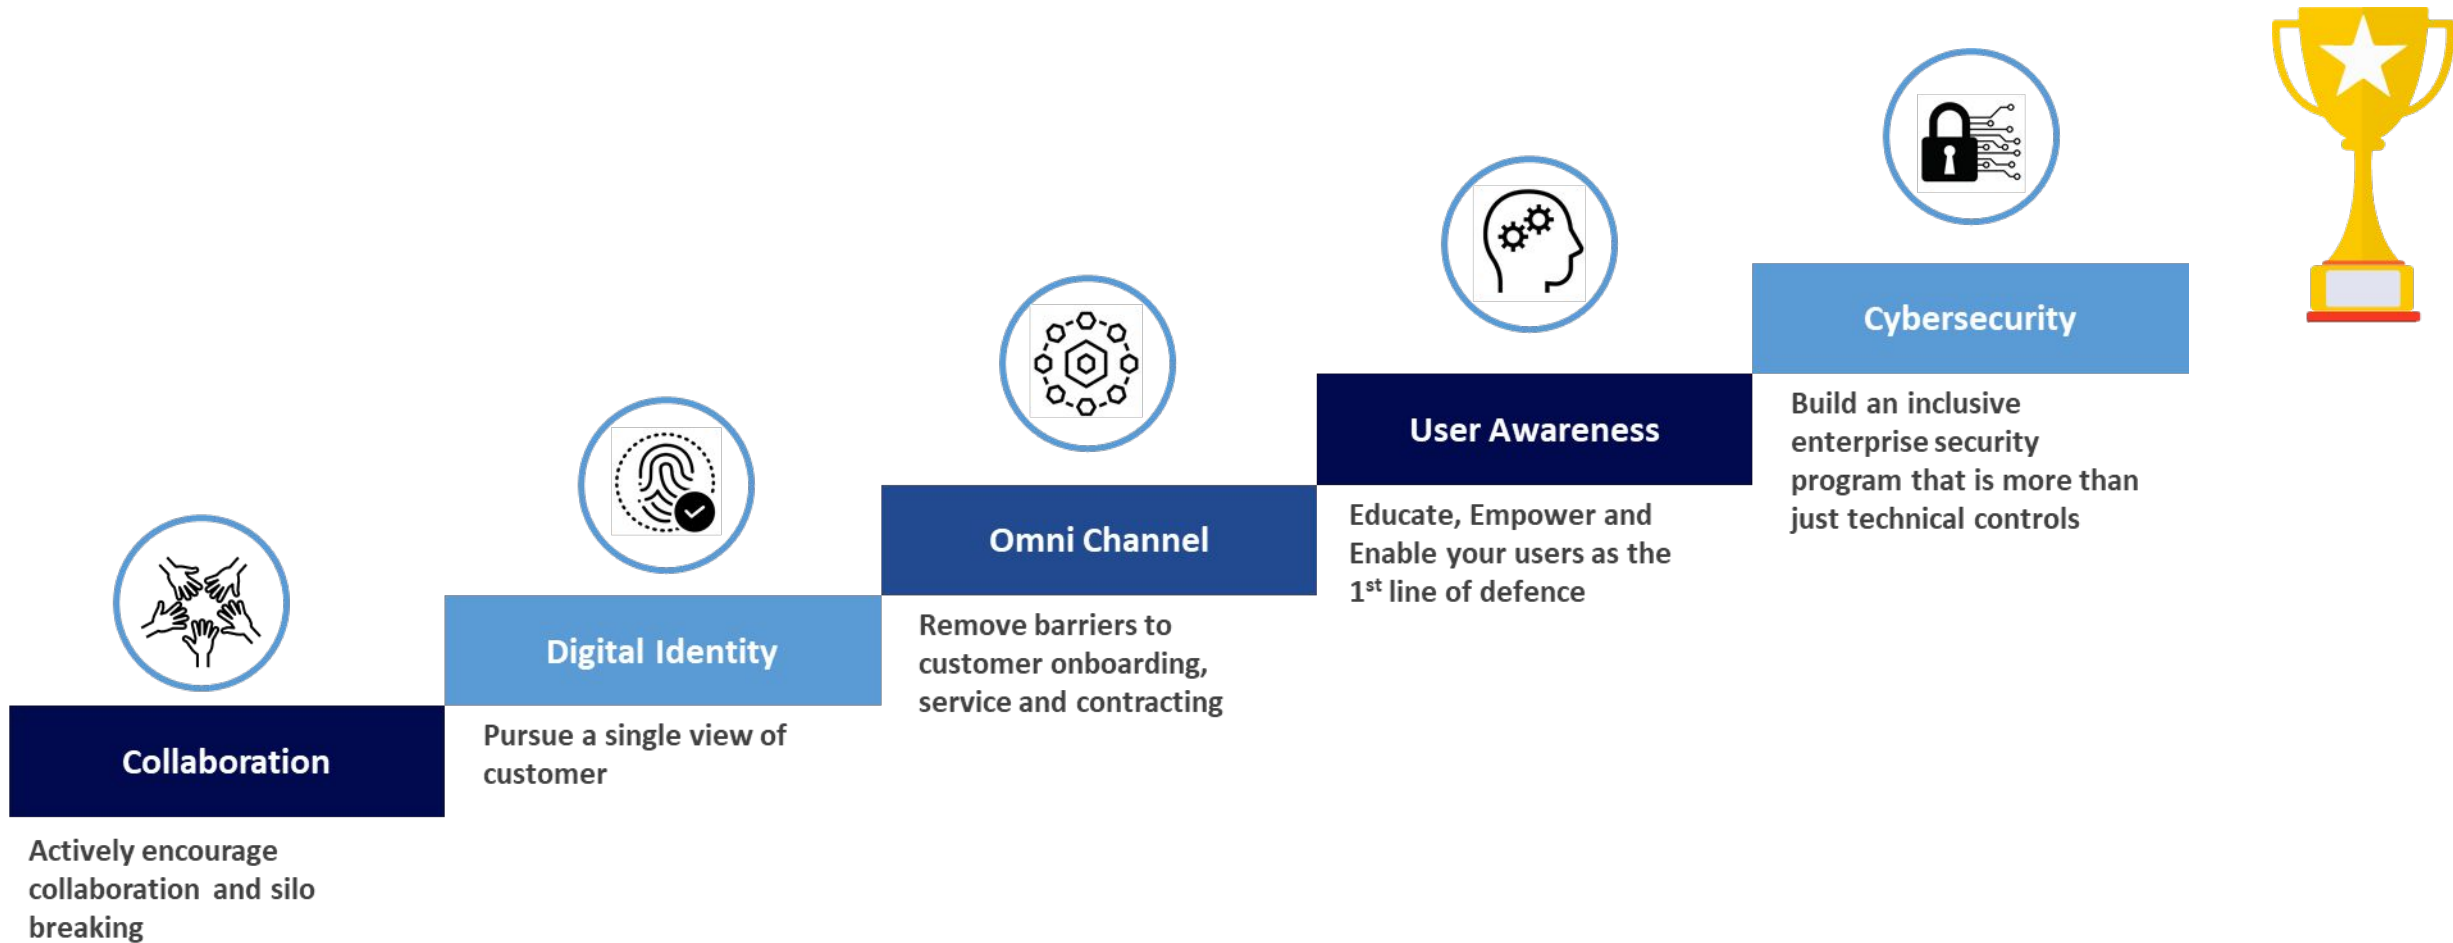 Collaboration
Actively encourage
collaboration and silo
breaking
Digital Identity
Pursue a single view of
customer
Omni Channel
Remove barriers to
customer onboarding,
service and contracting
User Awareness
Educate, Empower and
Enable your users as the
1st line of defence
Cybersecurity
Build an inclusive
enterprise security
program that is more than
just technical controls